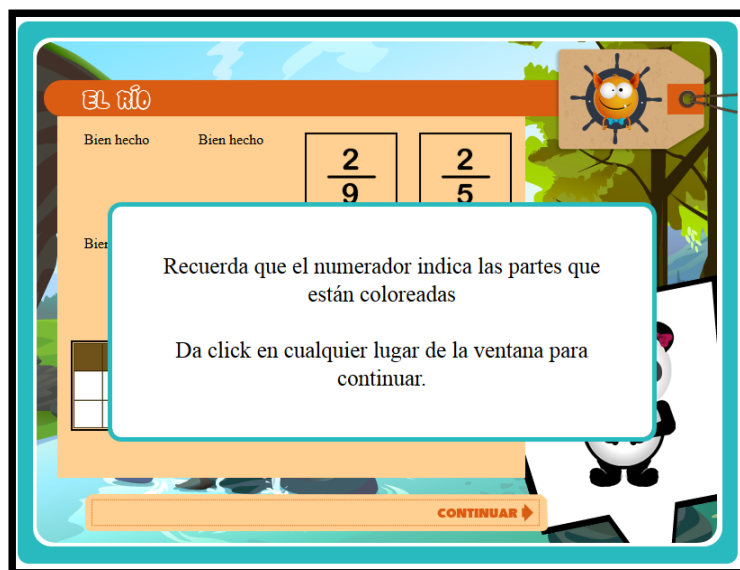 EL RÍO
Bien hecho Bien hecho
2 2
9 5
Recuerda que el numerador indica las partes que
están coloreadas
Da click en cualquier lugar de la ventana para
continuar.
CONTINUAR